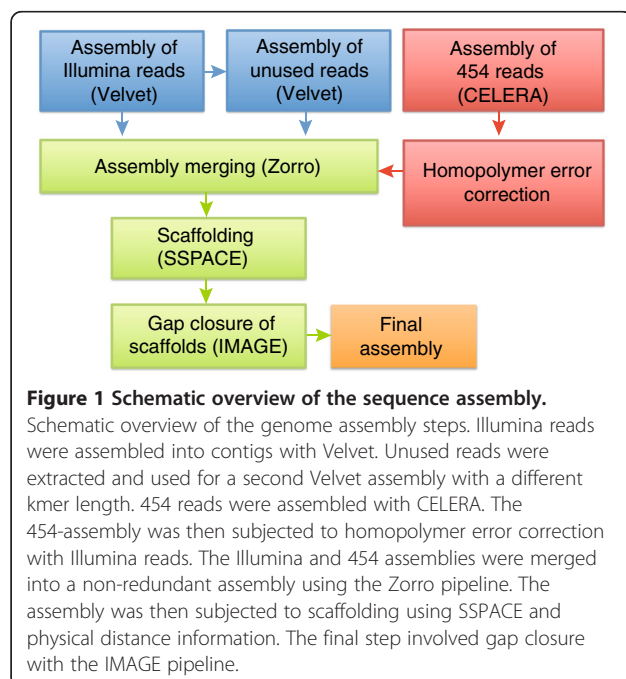 Assembly of
Illumina reads
(Velvet)
Assembly of
unused reads
(Velvet)
Assembly of
454 reads
(CELERA)
Assembly merging (Zorro)
Homopolymer error
correction
Scaffolding
(SSPACE)
Gap closure of
scaffolds (IMAGE)
Final
assembly
Figure 1 Schematic overview of the sequence assembly.
Schematic overview of the genome assembly steps. Illumina reads
were assembled into contigs with Velvet. Unused reads were
extracted and used for a second Velvet assembly with a different
kmer length. 454 reads were assembled with CELERA. The
454-assembly was then subjected to homopolymer error correction
with Illumina reads. The Illumina and 454 assemblies were merged
into a non-redundant assembly using the Zorro pipeline. The
assembly was then subjected to scaffolding using SSPACE and
physical distance information. The final step involved gap closure
with the IMAGE pipeline.